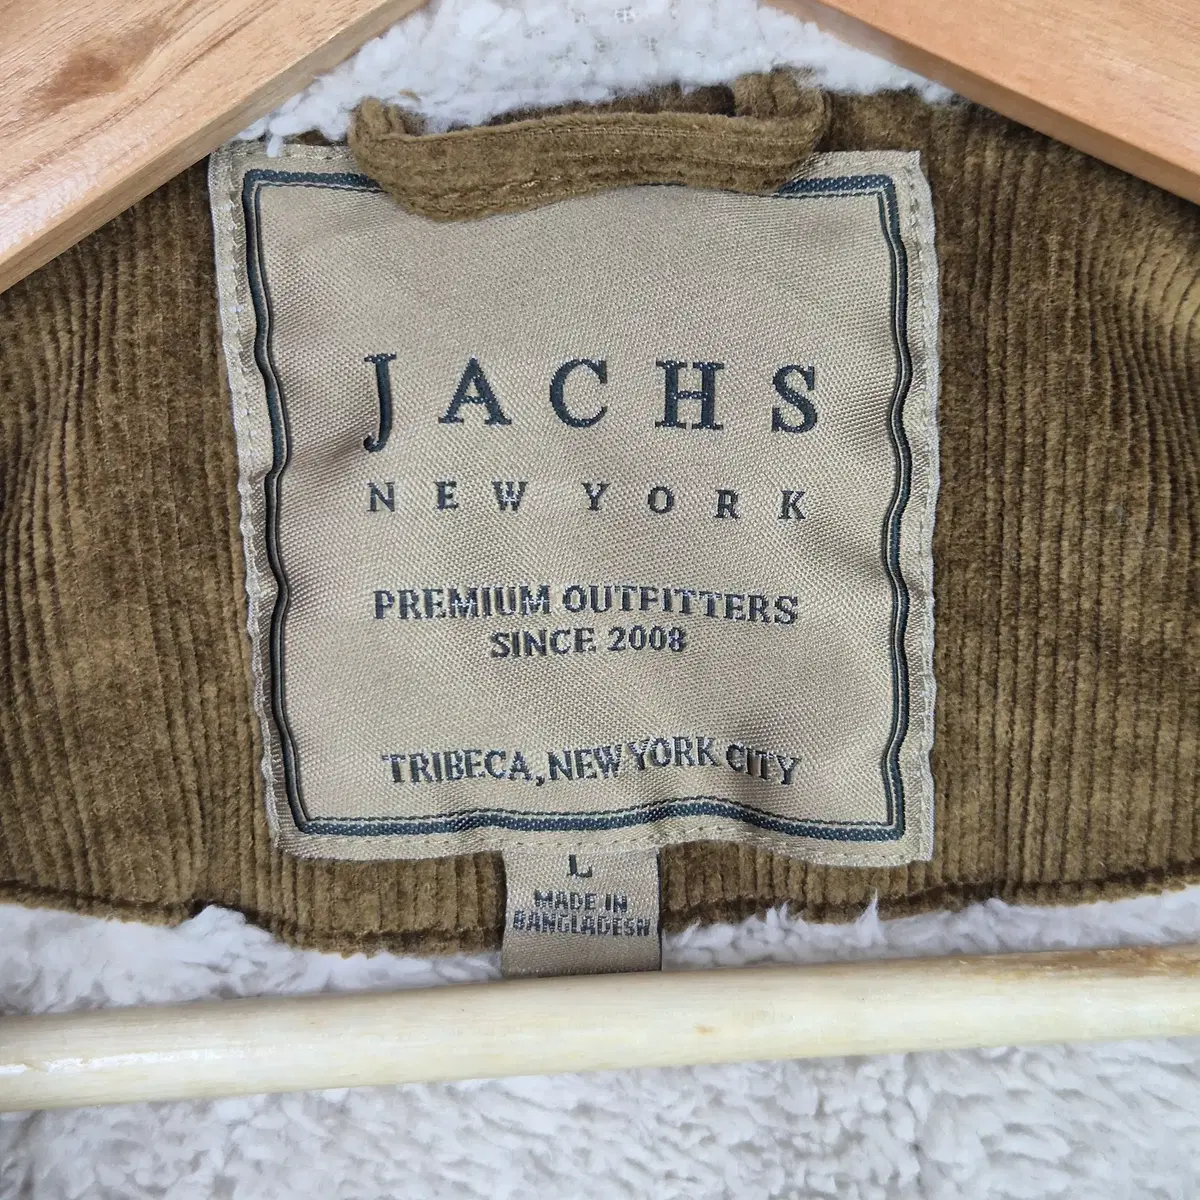 JACHS
NEW YORK
PREMIUM OUTFITTERS
SINCE 2008
TRIBECA, NEW YORK CITY
L
MADE IN
BANGLADESH